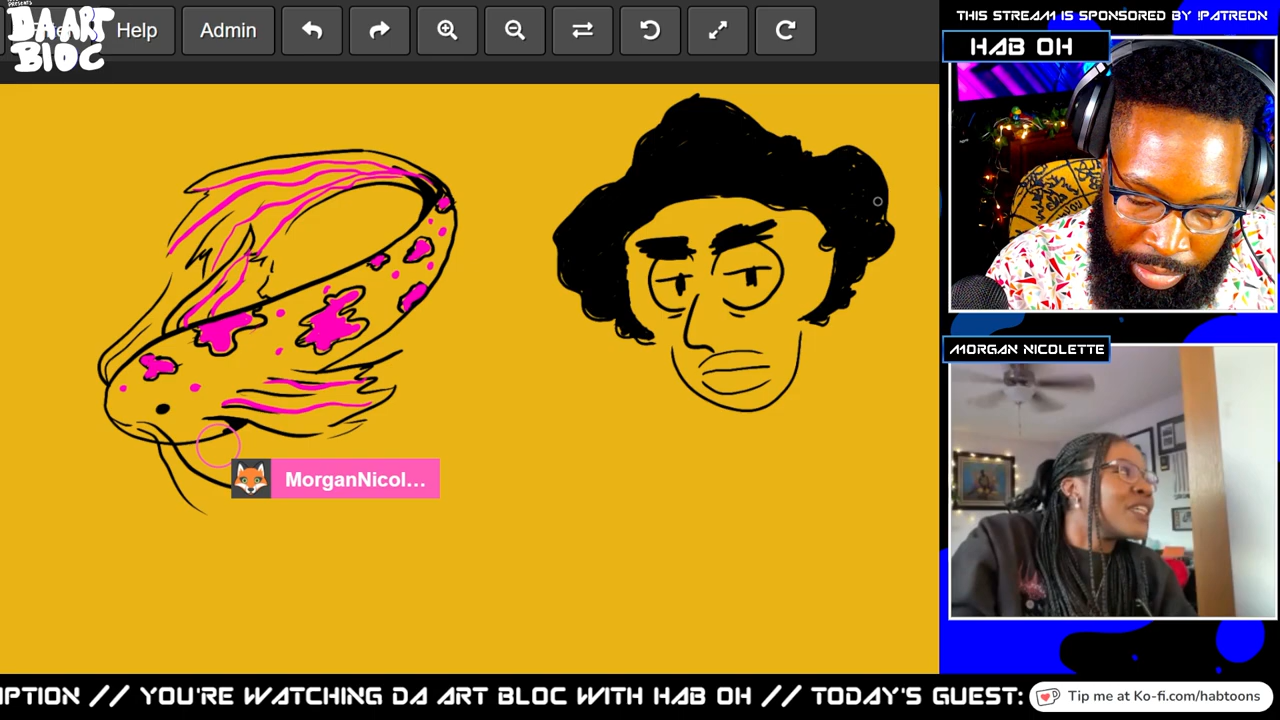 DA ART
BLOC
Help
Admin
THIS STREAM IS SPONSORED BY !PATREON
HAB OH
MORGAN NICOLETTE
MorganNicol...
IPTION // YOU'RE WATCHING DA ART BLOC WITH HAB OH // TODAY'S GUEST:
Tip me at Ko-fi.com/habtoons